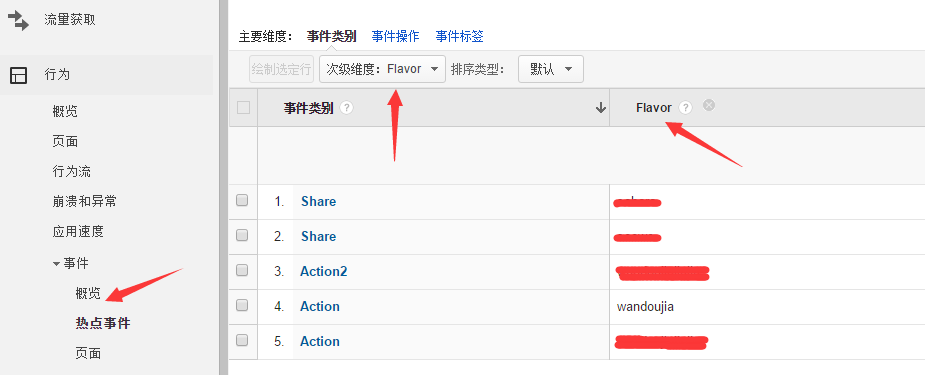 流量获取
行为
概览
页面
行为流
崩溃和异常
应用速度
事件
概览
热点事件
页面
主要维度： 事件类别 事件操作 事件标签
绘制选定行 次级维度：Flavor 排序类型： 默认
事件类别 ? Flavor ?
1. Share
2. Share
3. Action2
4. Action wandoujia
5. Action